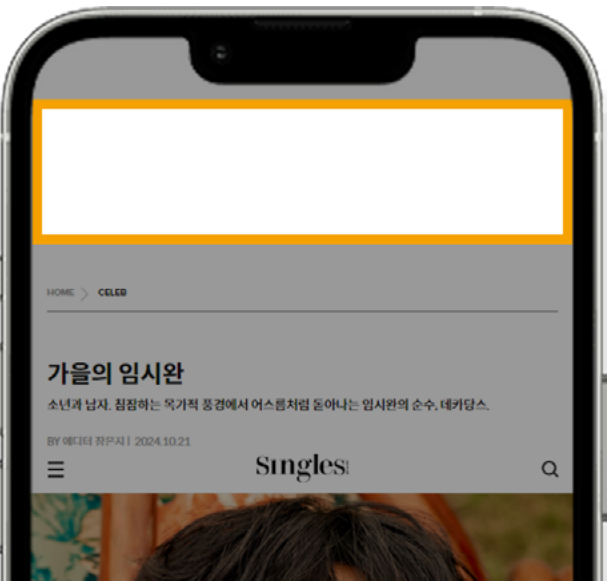 HOME > CELEB
가을의 임시완
소년과 남자. 침잠하는 목가적 풍경에서 어스름처럼 돋아나는 임시완의 순수, 데카당스.
BY 에디터 장은지 | 2024.10.21
Singles